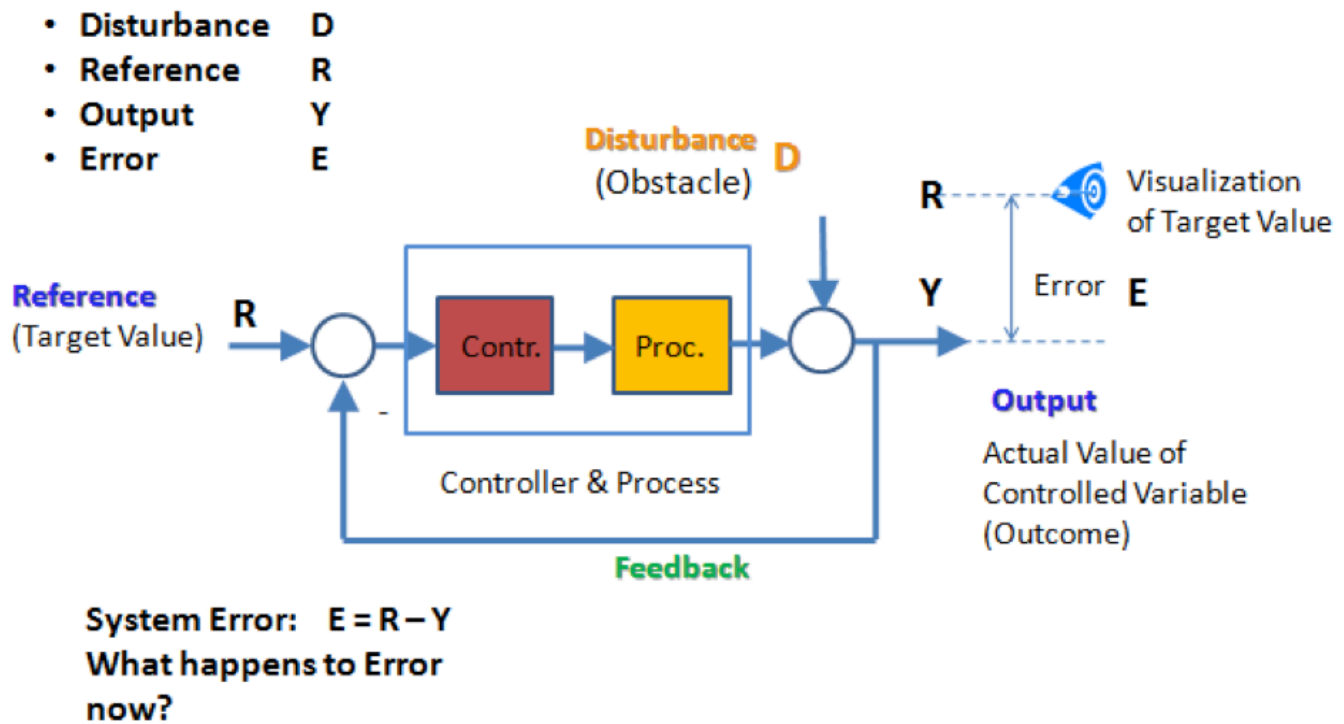 • Disturbance D
• Reference R
• Output Y
• Error E
Disturbance D
(Obstacle)
R
Visualization
of Target Value
Reference
(Target Value)
R
Contr.
Proc.
Y
Error E
-
Controller & Process
Output
Actual Value of
Controlled Variable
(Outcome)
Feedback
System Error: E = R – Y
What happens to Error
now?